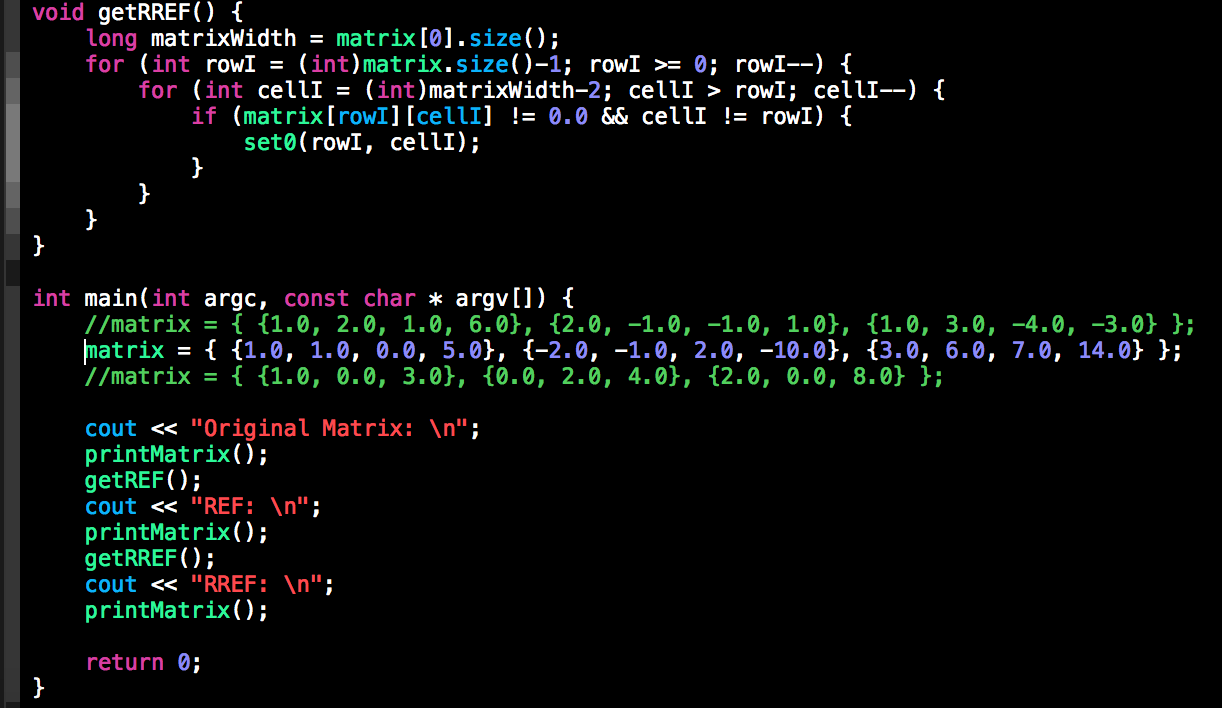 void getRREF() {
    long matrixWidth = matrix[0].size();
    for (int rowI = (int)matrix.size()-1; rowI >= 0; rowI--) {
        for (int cellI = (int)matrixWidth-2; cellI > rowI; cellI--) {
            if (matrix[rowI][cellI] != 0.0 && cellI != rowI) {
                set0(rowI, cellI);
            }
        }
    }
}

int main(int argc, const char * argv[]) {
    //matrix = { {1.0, 2.0, 1.0, 6.0}, {2.0, -1.0, -1.0, 1.0}, {1.0, 3.0, -4.0, -3.0} };
    matrix = { {1.0, 1.0, 0.0, 5.0}, {-2.0, -1.0, 2.0, -10.0}, {3.0, 6.0, 7.0, 14.0} };
    //matrix = { {1.0, 0.0, 3.0}, {0.0, 2.0, 4.0}, {2.0, 0.0, 8.0} };

    cout << "Original Matrix: \n";
    printMatrix();
    getREF();
    cout << "REF: \n";
    printMatrix();
    getRREF();
    cout << "RREF: \n";
    printMatrix();

    return 0;
}